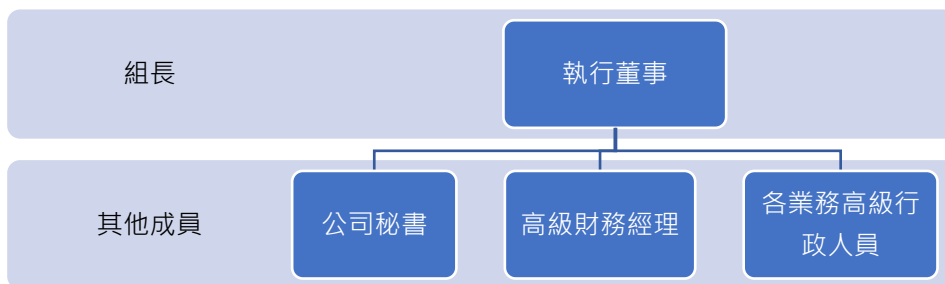 組長
執行董事
其他成員
公司秘書
高級財務經理
各業務高級行
政人員